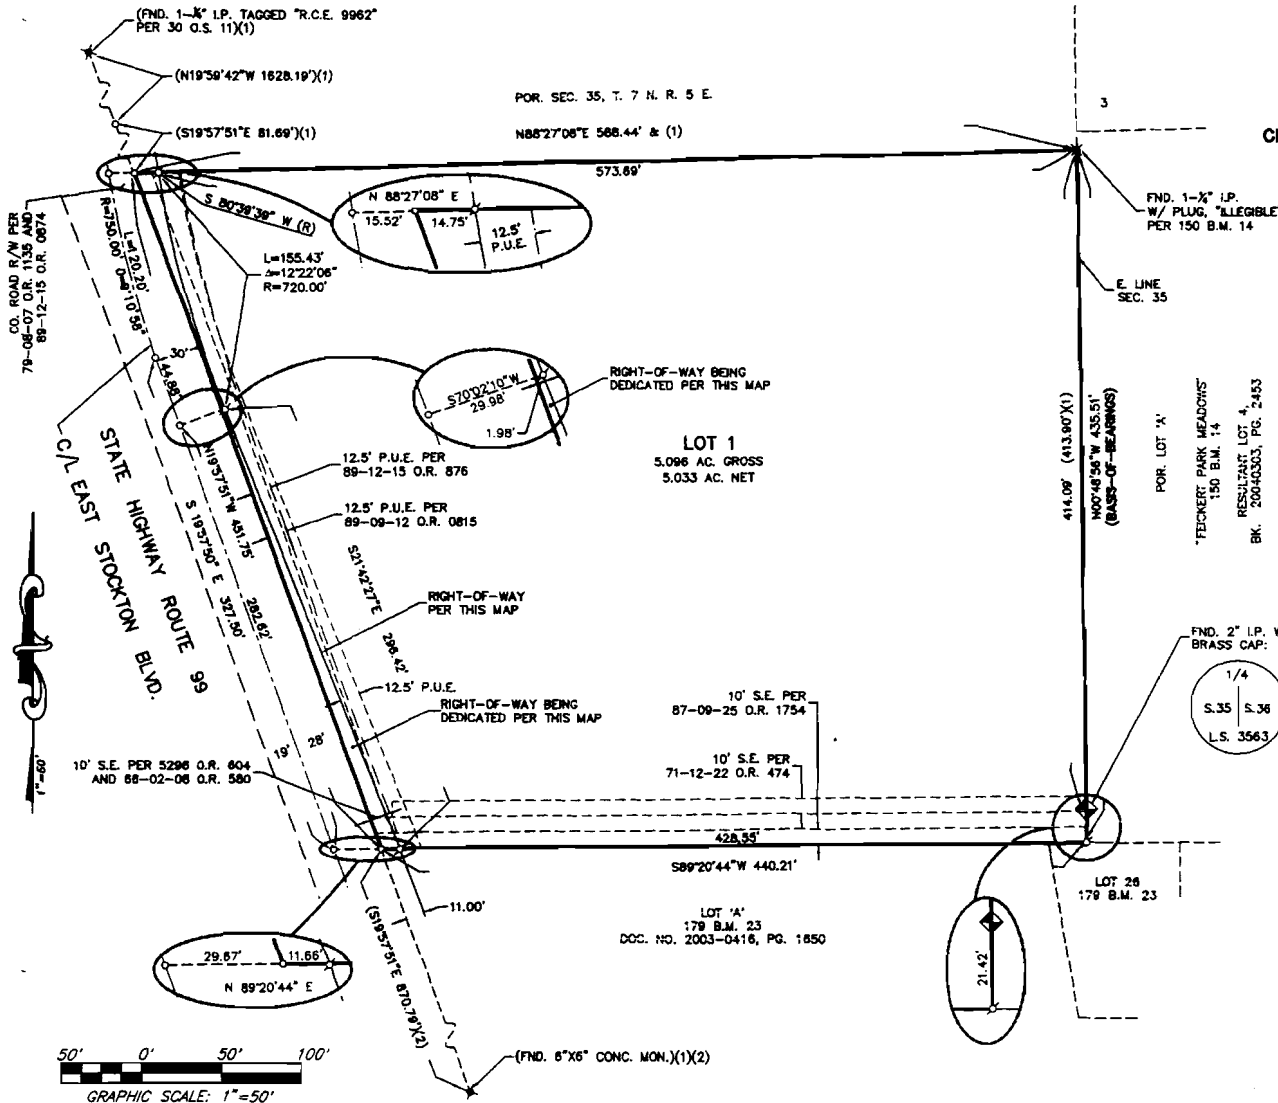 (FND. 1-¼" I.P. TAGGED "R.C.E. 9962"
PER 30 O.S. 11)(1)
(N19°59'42"W 1628.19')(1)
(S19°57'51"E 81.69')(1)
POR. SEC. 35, T. 7 N. R. 5 E.
N88°27'08"E 588.44' & (1)
573.69'
3
FND. 1-¼" I.P.
W/ PLUG, "ILLEGIBLE"
PER 150 B.M. 14
CO. ROAD R/W PER
79-08-07 O.R. 1135 AND
89-12-15 O.R. 0874
R=750.00' D=9°10'58"
L=120.20'
S 80°39'39" W (R)
N 88°27'08" E
15.52'
14.75'
12.5'
P.U.E.
L=155.43'
Δ=12°22'06"
R=720.00'
E. LINE
SEC. 35
30'
44.88'
S70°02'10"W
29.98'
1.98'
RIGHT-OF-WAY BEING
DEDICATED PER THIS MAP
LOT 1
5.096 AC. GROSS
5.033 AC. NET
414.09' (413.90')(1)
N00°48'56"W 435.51'
(BASIS-OF-BEARINGS)
POR. LOT 'A'
"FECKERT PARK MEADOWS"
150 B.M. 14
RESULTANT LOT 4,
BK. 20040303, PG. 2453
12.5' P.U.E. PER
89-12-15 O.R. 876
12.5' P.U.E. PER
89-09-12 O.R. 0815
N19°57'51"W 451.75'
S 19°57'50" E 327.50'
282.62'
STATE HIGHWAY ROUTE 99
C/L EAST STOCKTON BLVD.
S21°42'27"E
296.42'
RIGHT-OF-WAY
PER THIS MAP
12.5' P.U.E.
RIGHT-OF-WAY BEING
DEDICATED PER THIS MAP
1"=60'
FND. 2" I.P. W
BRASS CAP:
1/4
S.35 S.36
L.S. 3563
10' S.E. PER
87-09-25 O.R. 1754
10' S.E. PER
71-12-22 O.R. 474
19'
28'
10' S.E. PER 5296 O.R. 604
AND 66-02-08 O.R. 580
428.55'
S89°20'44"W 440.21'
11.00'
LOT 'A'
179 B.M. 23
DOC. NO. 2003-0416, PG. 1650
LOT 26
179 B.M. 23
29.67'
11.66'
N 89°20'44" E
(S19°57'51"E 870.79')(2)
21.42'
(FND. 6"X6" CONC. MON.)(1)(2)
50' 0' 50' 100'
GRAPHIC SCALE: 1"=50'